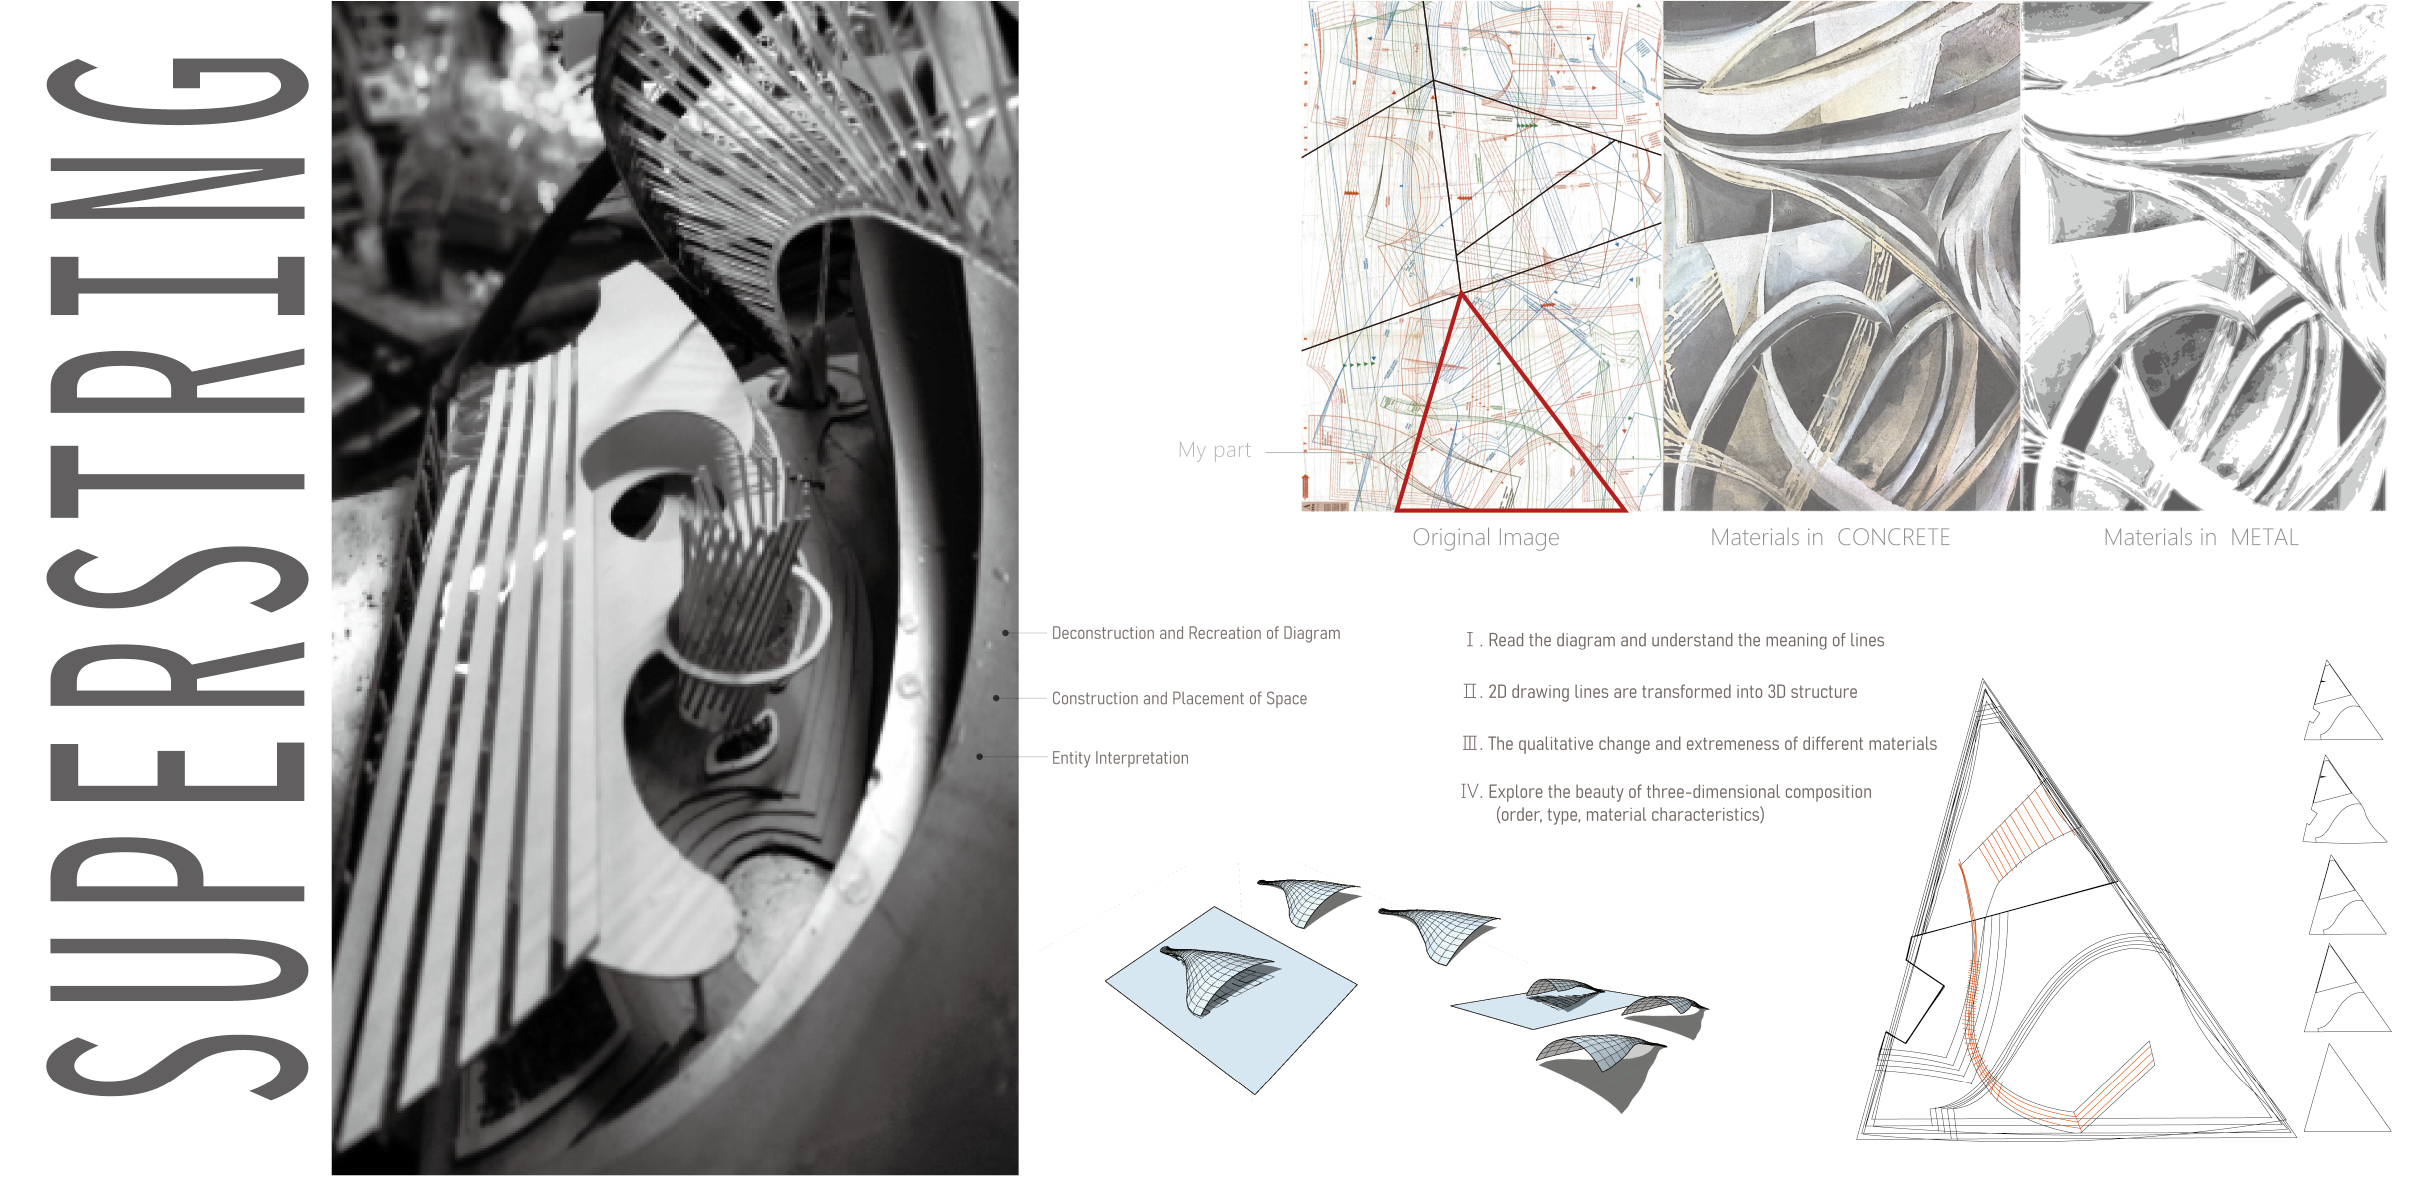 SUPERSTRING
My part
Original Image
Materials in CONCRETE
Materials in METAL
Deconstruction and Recreation of Diagram
Construction and Placement of Space
Entity Interpretation
Ⅰ. Read the diagram and understand the meaning of lines
Ⅱ. 2D drawing lines are transformed into 3D structure
Ⅲ. The qualitative change and extremeness of different materials
Ⅳ. Explore the beauty of three-dimensional composition
(order, type, material characteristics)